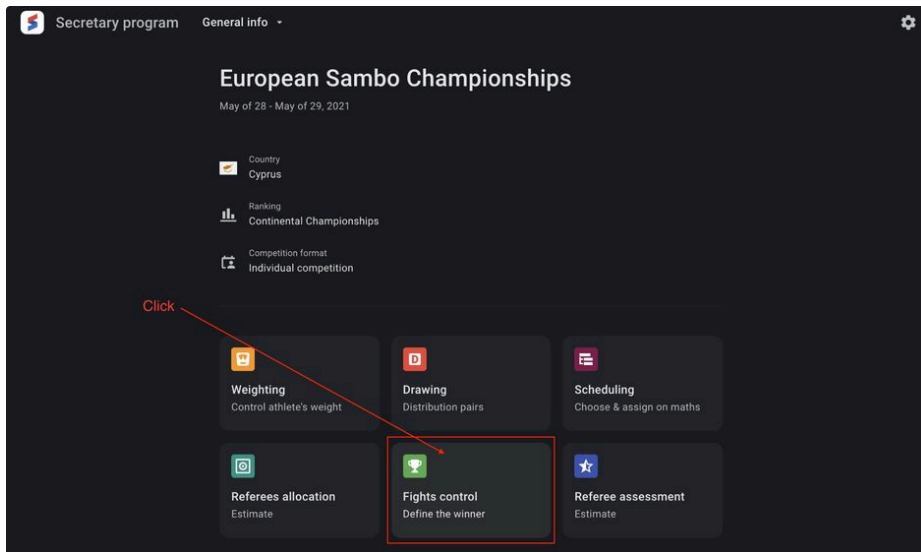 Secretary program
General info
European Sambo Championships
May of 28 - May of 29, 2021
Country
Cyprus
Ranking
Continental Championships
Competition format
Individual competition
Click
Weighting
Control athlete's weight
Drawing
Distribution pairs
Scheduling
Choose & assign on maths
Referees allocation
Estimate
Fights control
Define the winner
Referee assessment
Estimate